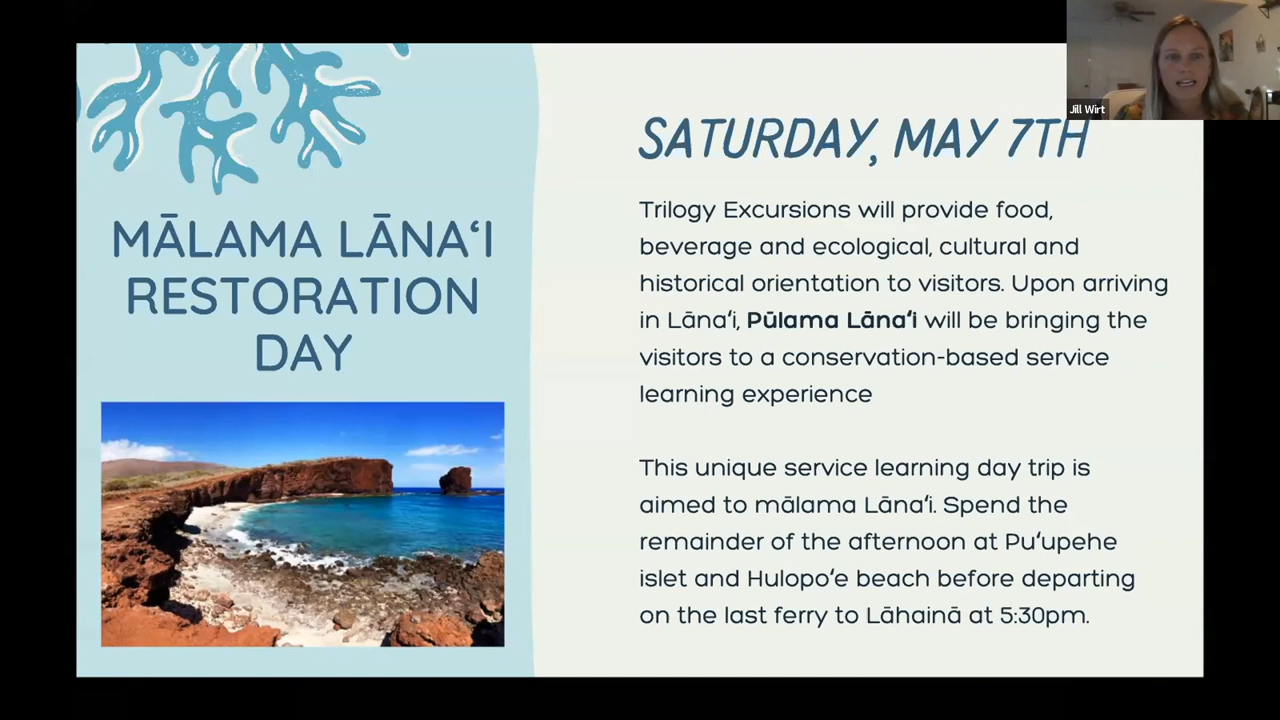 Jill Wirt
MĀLAMA LĀNAʻI
RESTORATION
DAY
SATURDAY, MAY 7TH
Trilogy Excursions will provide food,
beverage and ecological, cultural and
historical orientation to visitors. Upon arriving
in Lānaʻi, Pūlama Lānaʻi will be bringing the
visitors to a conservation-based service
learning experience
This unique service learning day trip is
aimed to mālama Lānaʻi. Spend the
remainder of the afternoon at Puʻupehe
islet and Hulopoʻe beach before departing
on the last ferry to Lāhainā at 5:30pm.